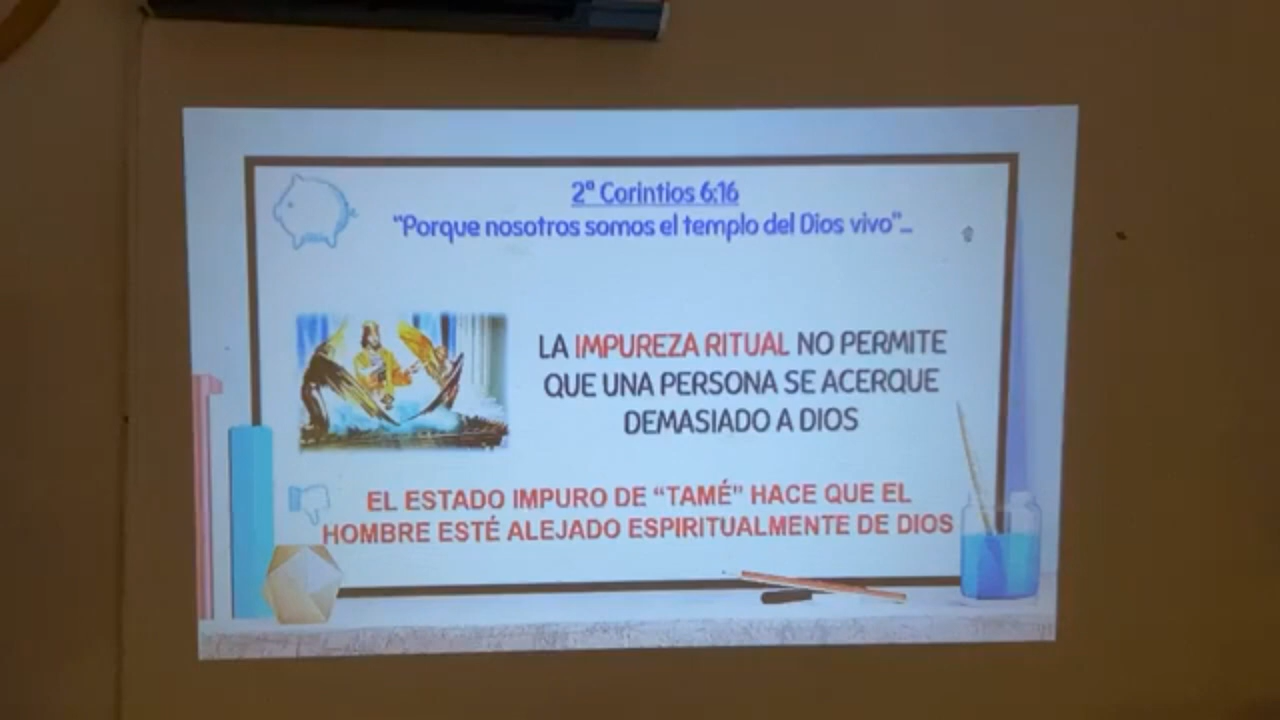 2ª Corintios 6:16
“Porque nosotros somos el templo del Dios vivo”...
LA IMPUREZA RITUAL NO PERMITE
QUE UNA PERSONA SE ACERQUE
DEMASIADO A DIOS
EL ESTADO IMPURO DE “TAMÉ” HACE QUE EL
HOMBRE ESTÉ ALEJADO ESPIRITUALMENTE DE DIOS